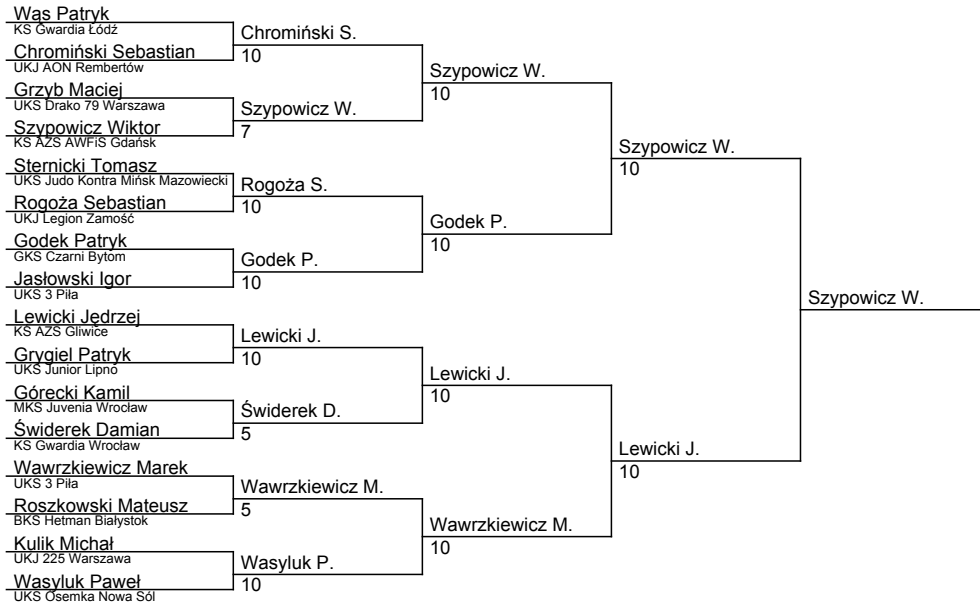 Wąs Patryk
KS Gwardia Łódź
Chromiński Sebastian
UKJ AON Rembertów
Grzyb Maciej
UKS Drako 79 Warszawa
Szypowicz Wiktor
KS AZS AWFiS Gdańsk
Sternicki Tomasz
UKS Judo Kontra Mińsk Mazowiecki
Rogoża Sebastian
UKJ Legion Zamość
Godek Patryk
GKS Czarni Bytom
Jasłowski Igor
UKS 3 Piła
Lewicki Jędrzej
KS AZS Gliwice
Grygiel Patryk
UKS Junior Lipno
Górecki Kamil
MKS Juvenia Wrocław
Świderek Damian
KS Gwardia Wrocław
Wawrzkiewicz Marek
UKS 3 Piła
Roszkowski Mateusz
BKS Hetman Białystok
Kulik Michał
UKJ 225 Warszawa
Wasyluk Paweł
UKS Ósemka Nowa Sól
Chromiński S.
10
Szypowicz W.
7
Rogoża S.
10
Godek P.
10
Lewicki J.
10
Świderek D.
5
Wawrzkiewicz M.
5
Wasyluk P.
10
Szypowicz W.
10
Godek P.
10
Lewicki J.
10
Wawrzkiewicz M.
10
Szypowicz W.
10
Lewicki J.
10
Szypowicz W.